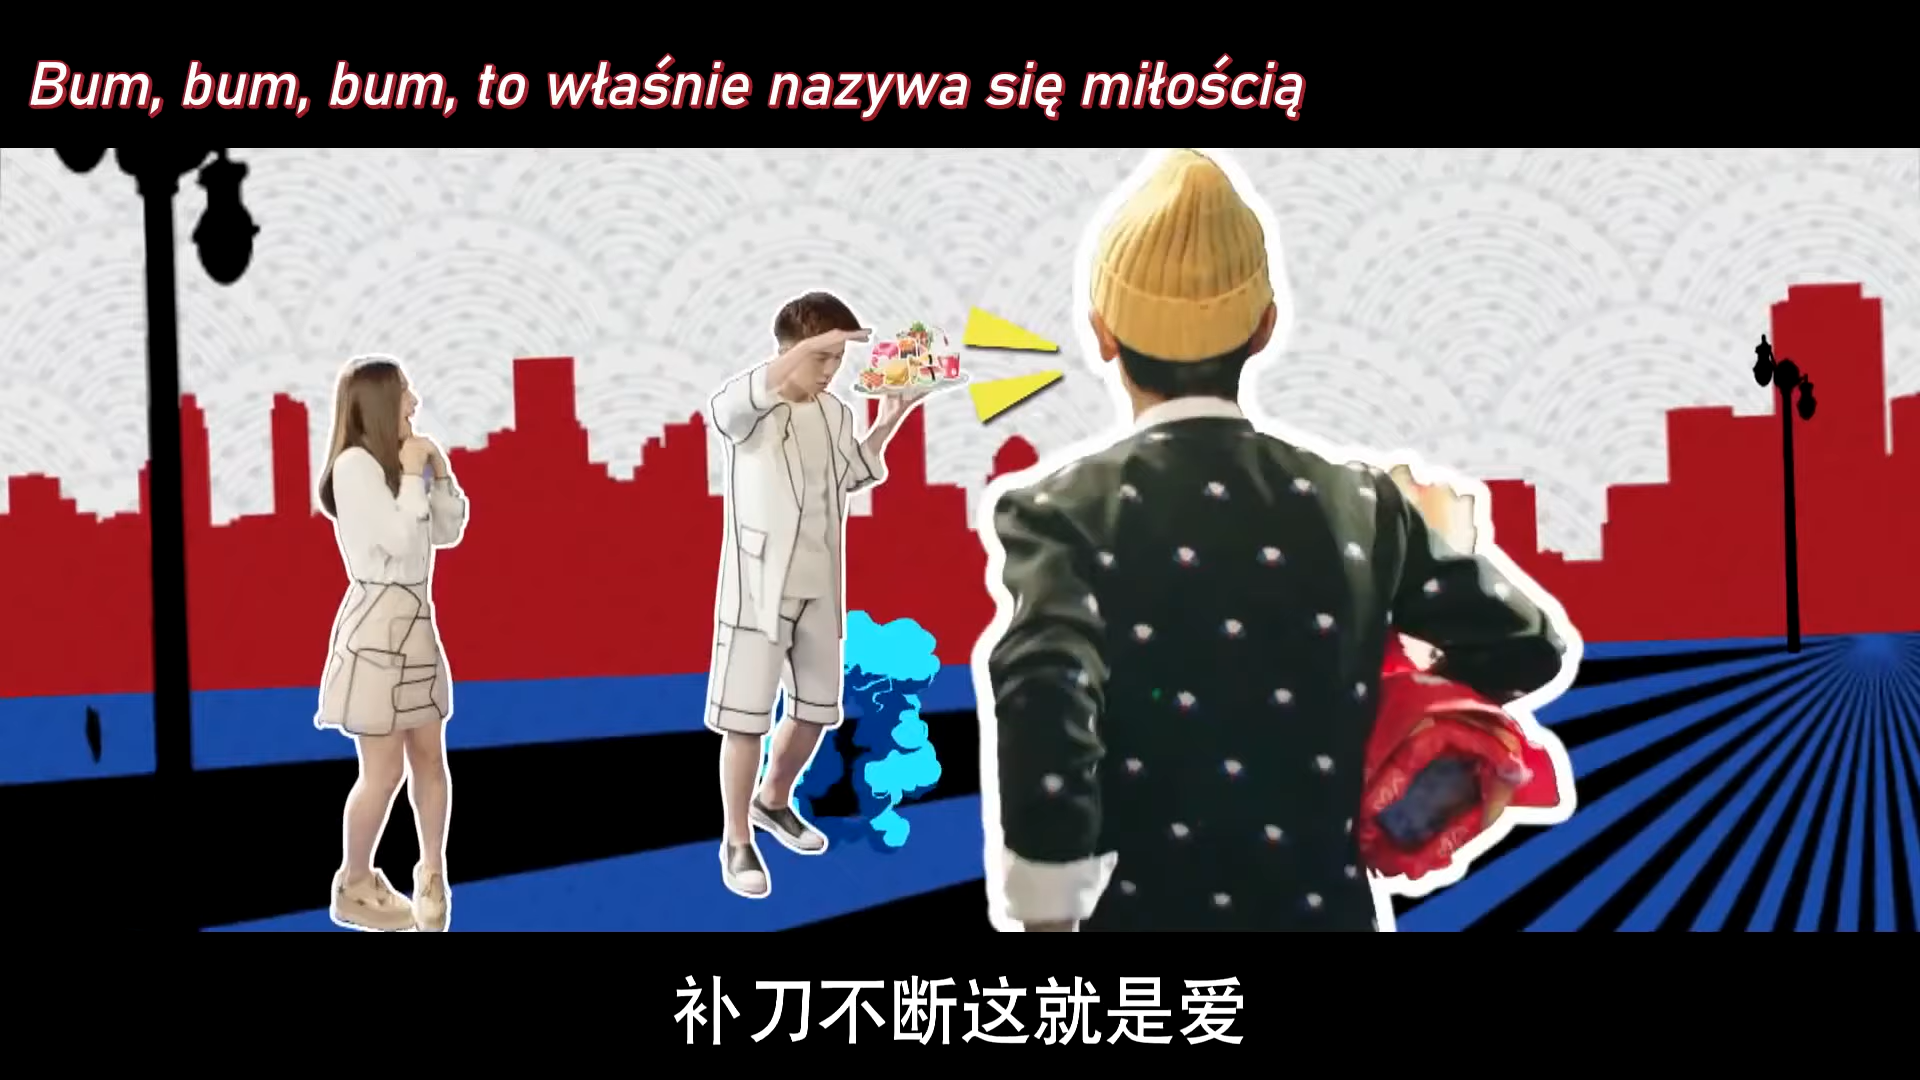 Bum, bum, bum, to właśnie nazywa się miłością
补刀不断这就是爱